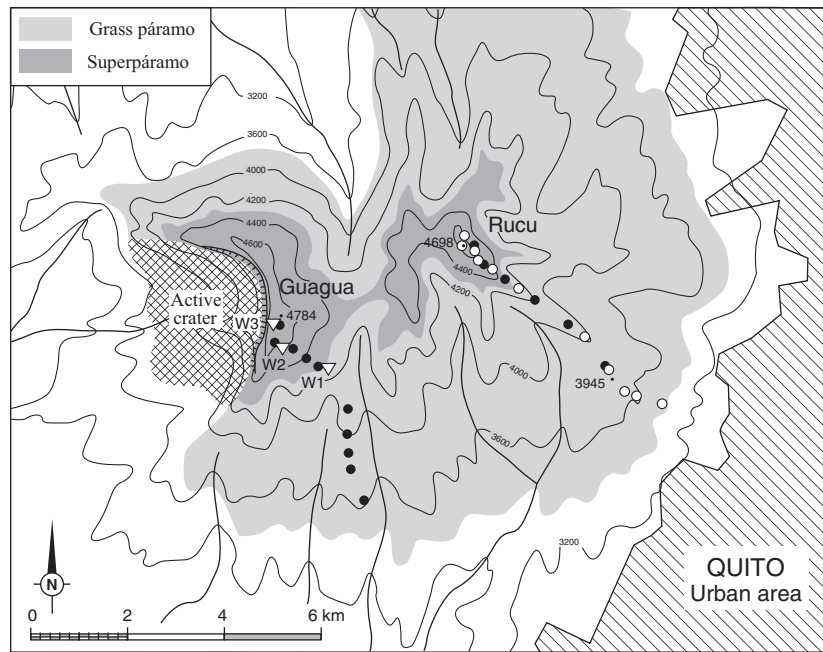 Grass páramo
Superpáramo
3200
3600
4000
4200
4400
4600
Rucu
4698
4400
4200
Guagua
Active
crater
4784
W3
W2
W1
4000
3945
3600
3200
N
QUITO
Urban area
0 2 4 6 km